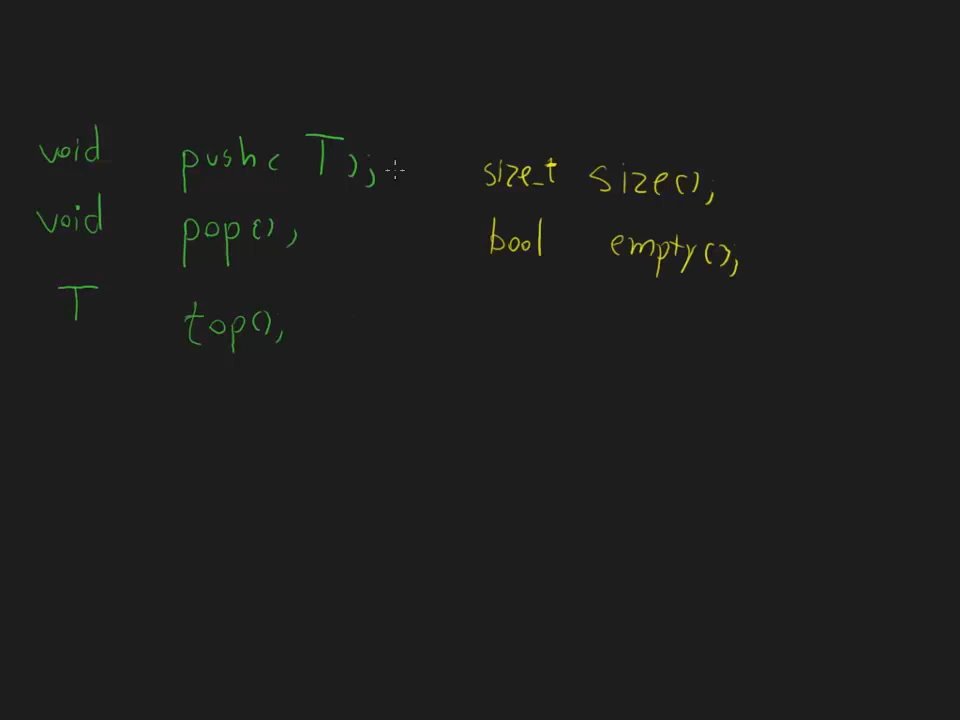 void push(T);
void pop();
T top();
size_t size();
bool empty();